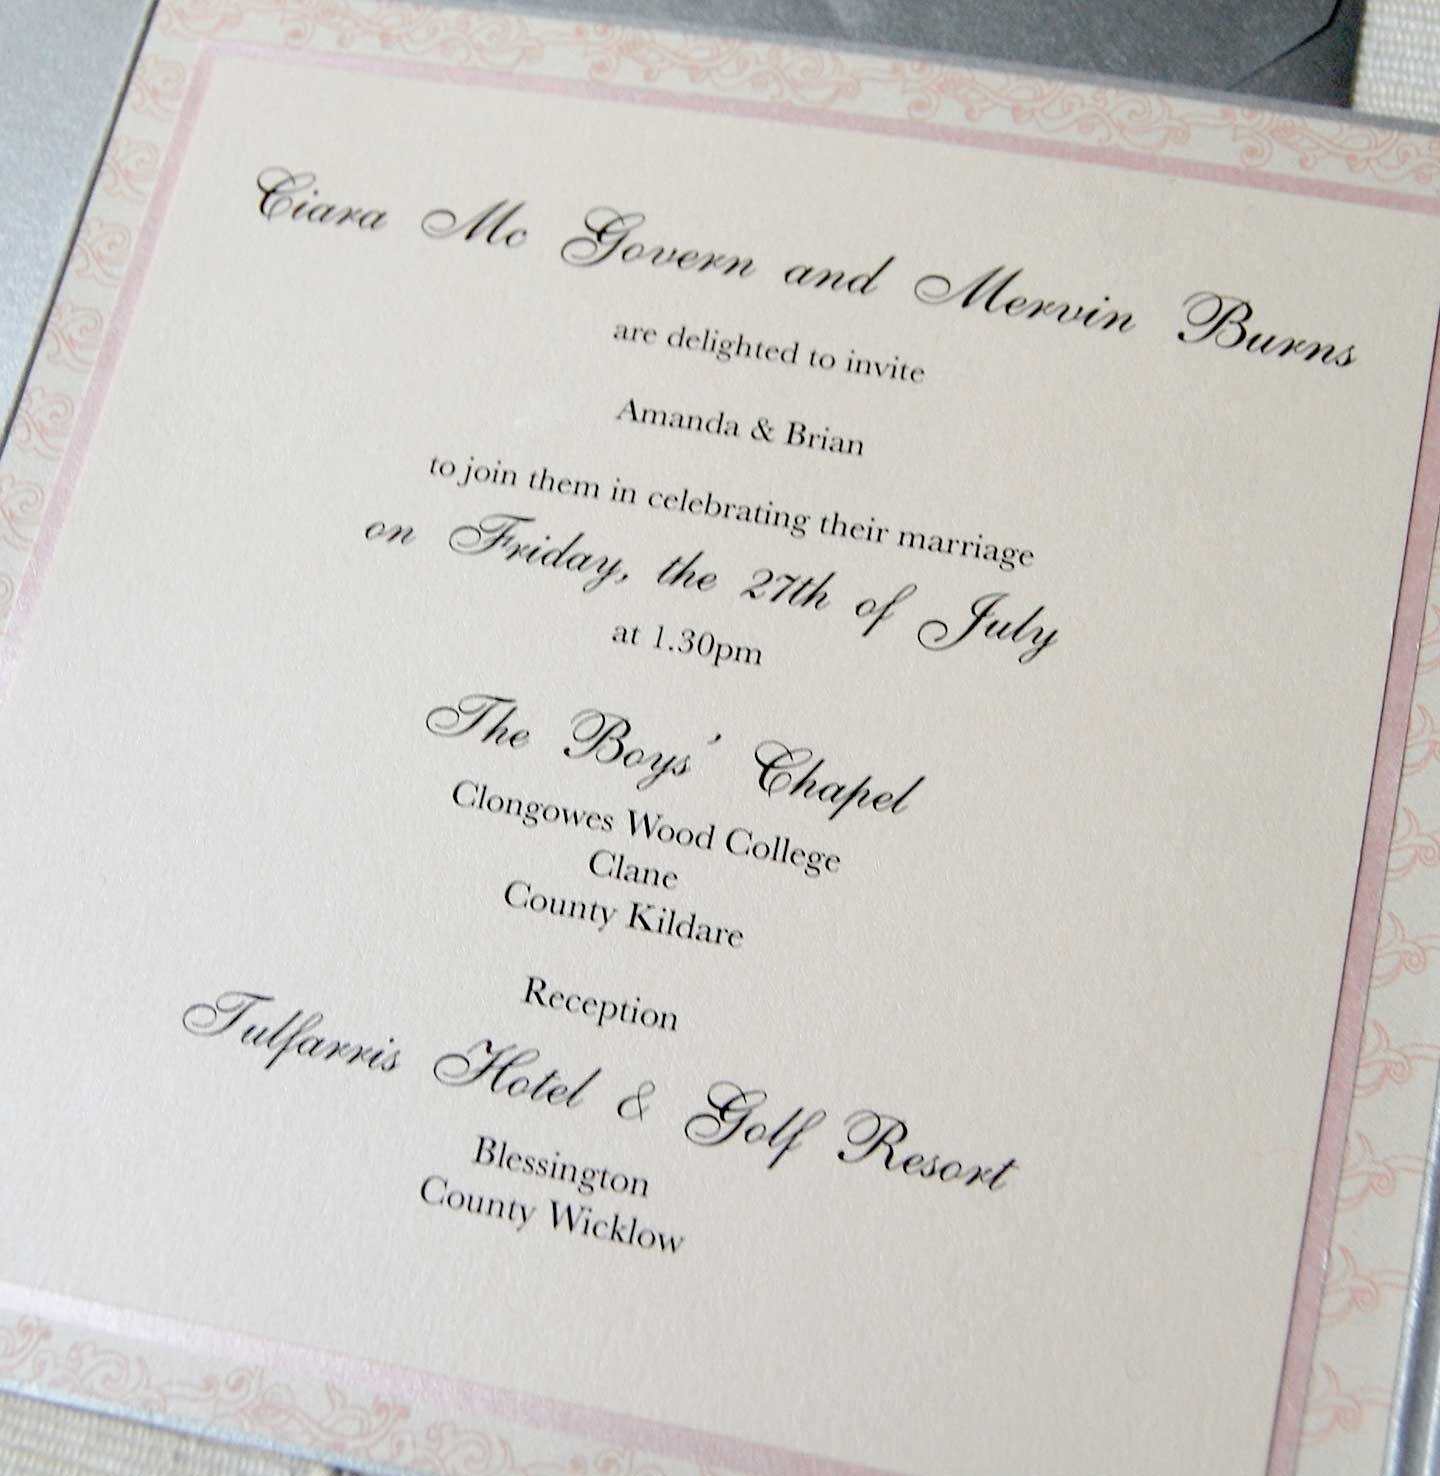 Ciara Mc Govern and Mervin Burns
are delighted to invite
Amanda & Brian
to join them in celebrating their marriage
on Friday, the 27th of July
at 1.30pm
The Boys' Chapel
Clongowes Wood College
Clane
County Kildare
Reception
Tulfarris Hotel & Golf Resort
Blessington
County Wicklow